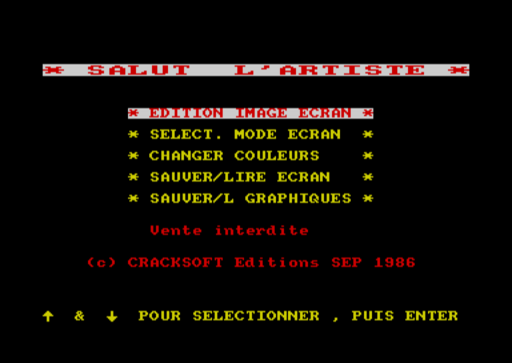 * SALUT L'ARTISTE *
* EDITION IMAGE ECRAN *
* SELECT. MODE ECRAN *
* CHANGER COULEURS *
* SAUVER/LIRE ECRAN *
* SAUVER/L GRAPHIQUES *
Vente interdite
(c) CRACKSOFT Editions SEP 1986
↑ & ↓ POUR SELECTIONNER , PUIS ENTER